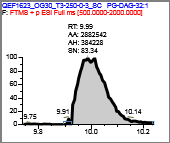 QEF1623_OG30_T3-250-0-3_8C PG-OAG-32:1
F: FTMS + p ESI Full ms [500.0000-2000.0000]
RT: 9.99
AA: 2882542
AH: 384228
SN: 83.34
100
80
60
40
20
0
9.75
9.91
10.14
9.8
10.0
10.2